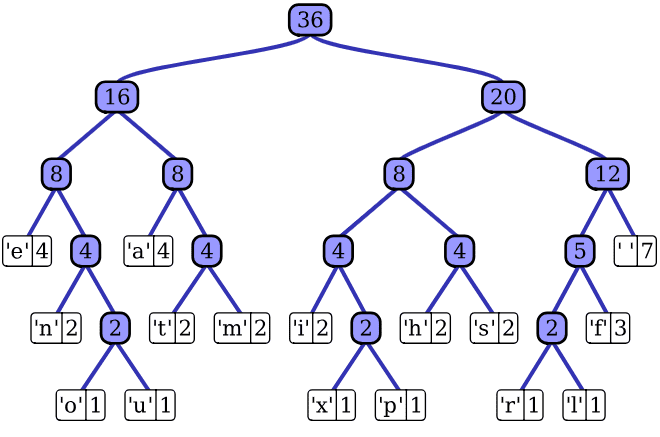 36
16 20
8 8 8 12
'e' 4 4 'a' 4 4 4 4 5 ' ' 7
'n' 2 2 't' 2 'm' 2 'i' 2 2 'h' 2 's' 2 2 'f' 3
'o' 1 'u' 1 'x' 1 'p' 1 'r' 1 'l' 1